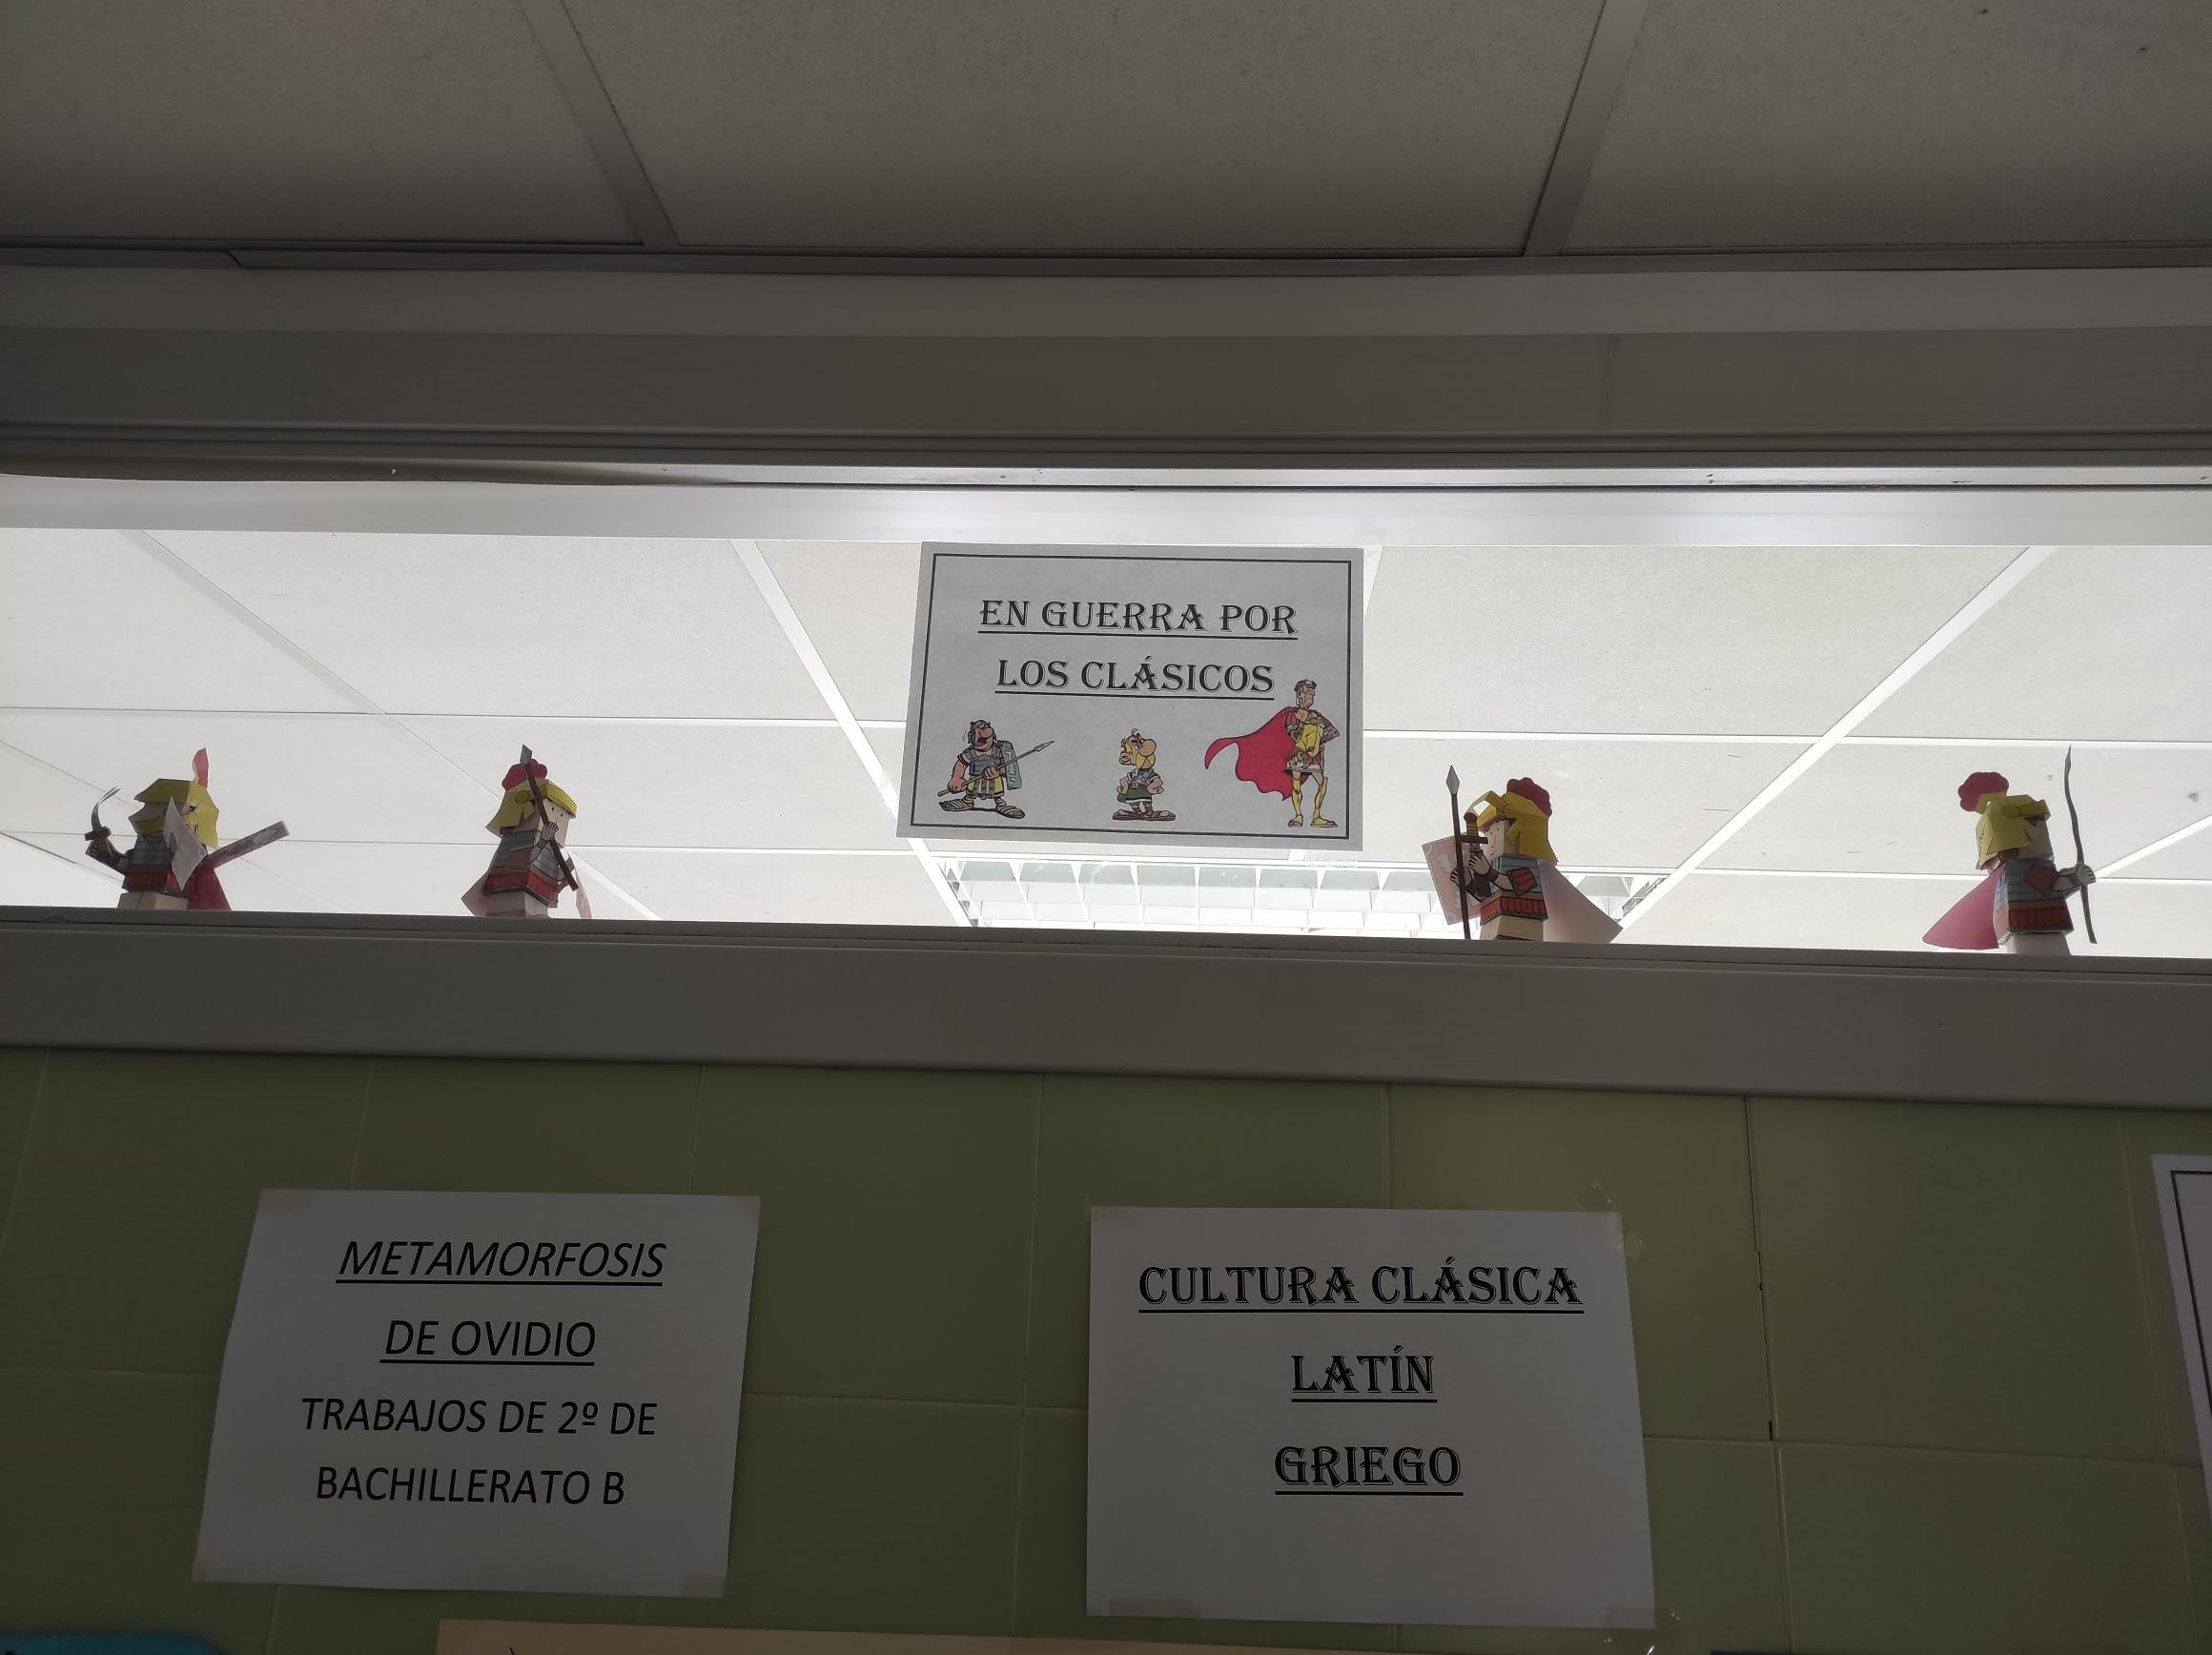 EN GUERRA POR
LOS CLÁSICOS
METAMORFOSIS
DE OVIDIO
TRABAJOS DE 2º DE
BACHILLERATO B
CULTURA CLÁSICA
LATÍN
GRIEGO